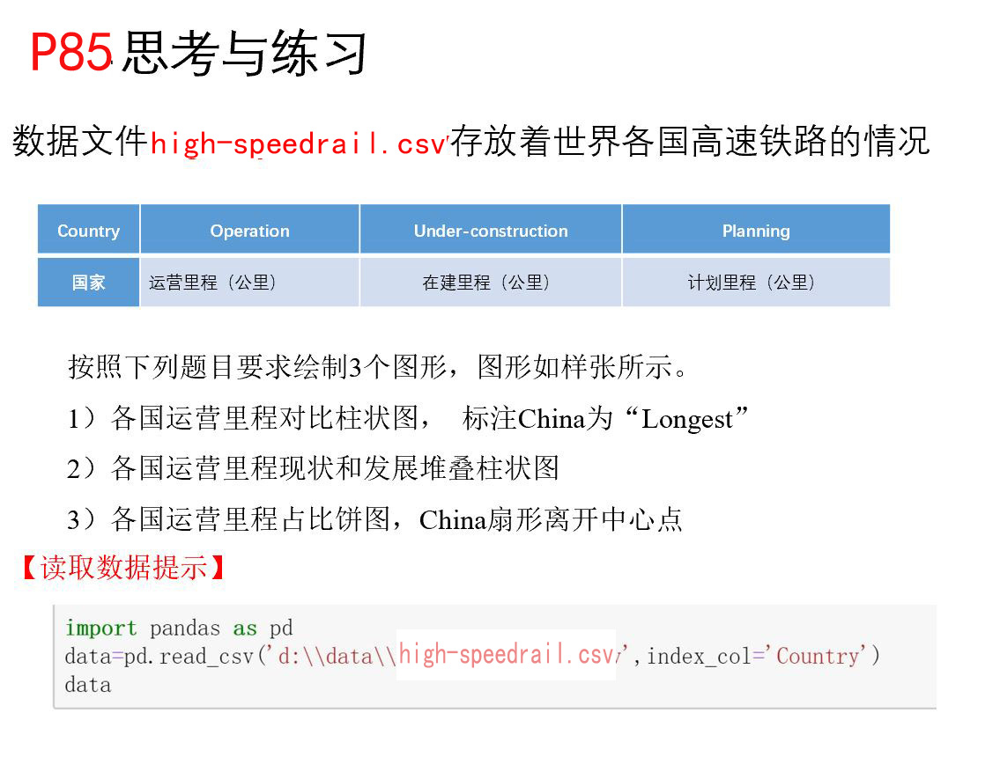 P85思考与练习
数据文件high-speedrail.csv'存放着世界各国高速铁路的情况
Country Operation Under-construction Planning
国家 运营里程（公里） 在建里程（公里） 计划里程（公里）
按照下列题目要求绘制3个图形，图形如样张所示。
1）各国运营里程对比柱状图， 标注China为“Longest”
2）各国运营里程现状和发展堆叠柱状图
3）各国运营里程占比饼图，China扇形离开中心点
【读取数据提示】
import pandas as pd
data=pd.read_csv('d:\\data\\high-speedrail.csv',index_col='Country')
data